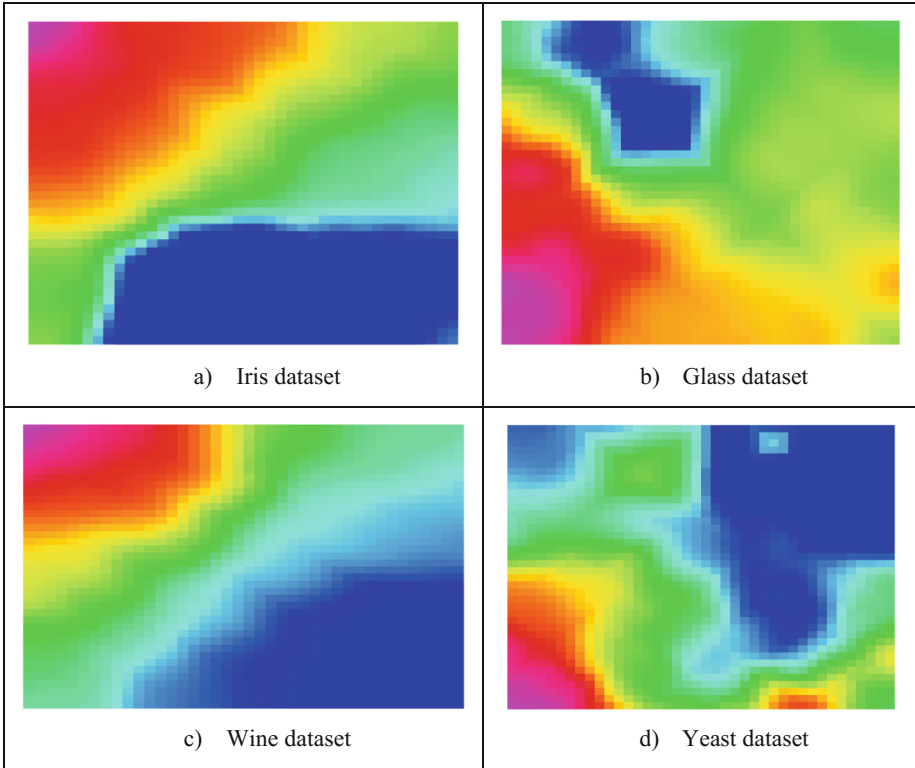 a) Iris dataset
b) Glass dataset
c) Wine dataset
d) Yeast dataset